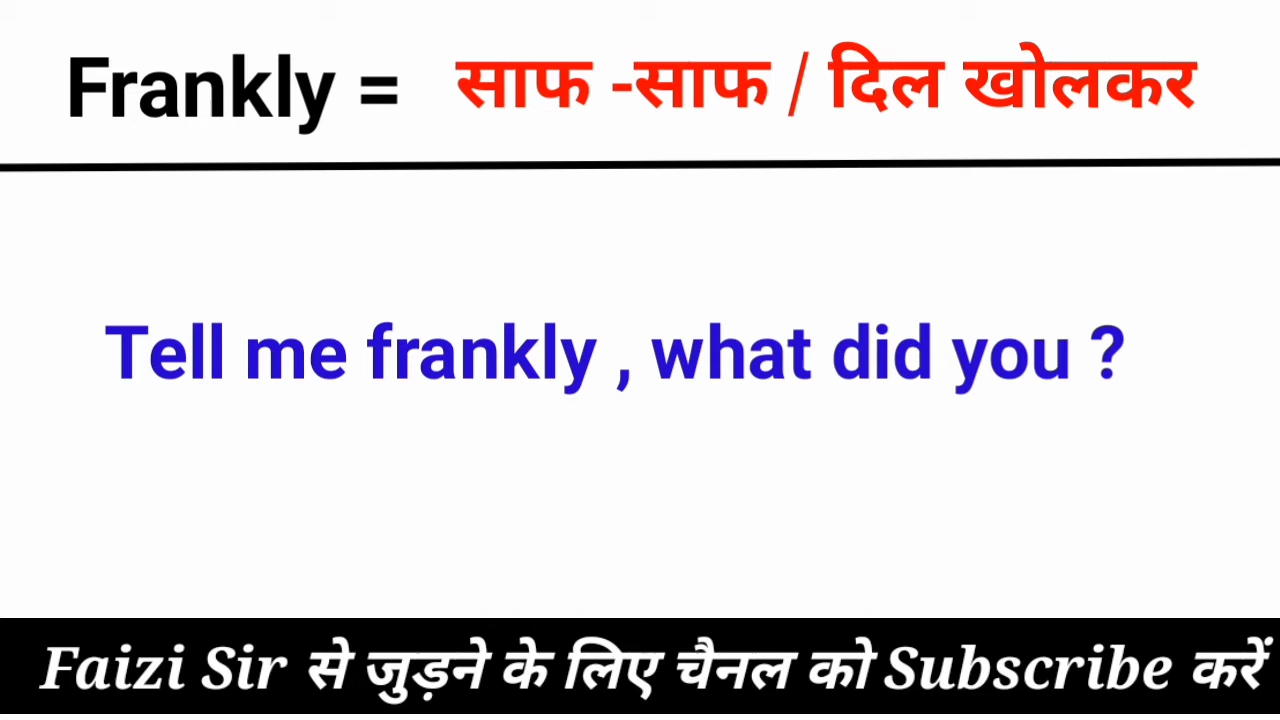 Frankly = साफ -साफ / दिल खोलकर
Tell me frankly , what did you ?
Faizi Sir से जुड़ने के लिए चैनल को Subscribe करें